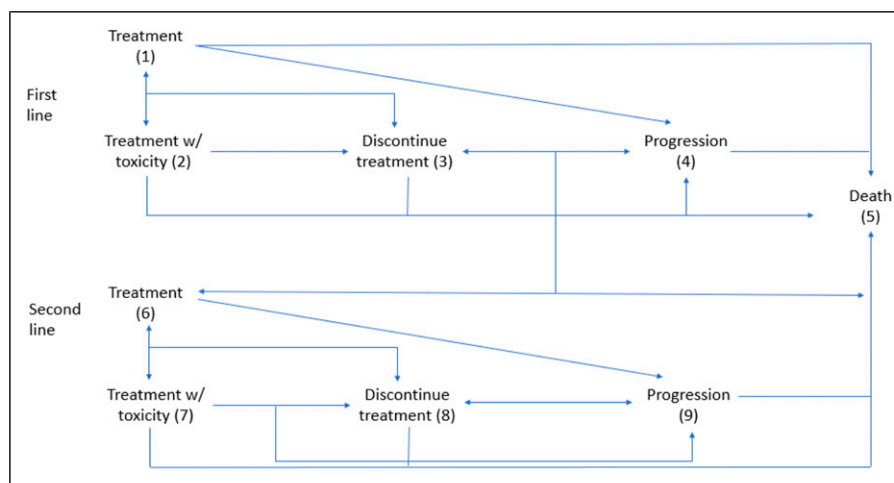 Treatment
(1)
First
line
Treatment w/
toxicity (2)
Discontinue
treatment (3)
Progression
(4)
Death
(5)
Second
line
Treatment
(6)
Treatment w/
toxicity (7)
Discontinue
treatment (8)
Progression
(9)